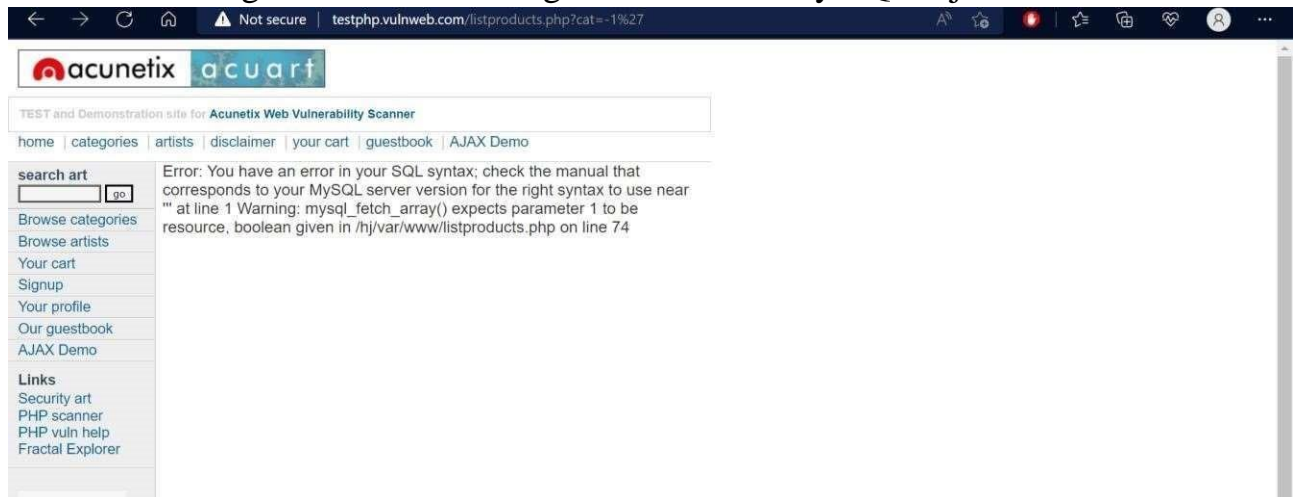 Not secure | testphp.vulnweb.com/listproducts.php?cat=-1%27
acunetix acuart
TEST and Demonstration site for Acunetix Web Vulnerability Scanner
home | categories | artists | disclaimer | your cart | guestbook | AJAX Demo
search art
go
Browse categories
Browse artists
Your cart
Signup
Your profile
Our guestbook
AJAX Demo
Links
Security art
PHP scanner
PHP vuln help
Fractal Explorer
Error: You have an error in your SQL syntax; check the manual that
corresponds to your MySQL server version for the right syntax to use near
''' at line 1 Warning: mysql_fetch_array() expects parameter 1 to be
resource, boolean given in /hj/var/www/listproducts.php on line 74